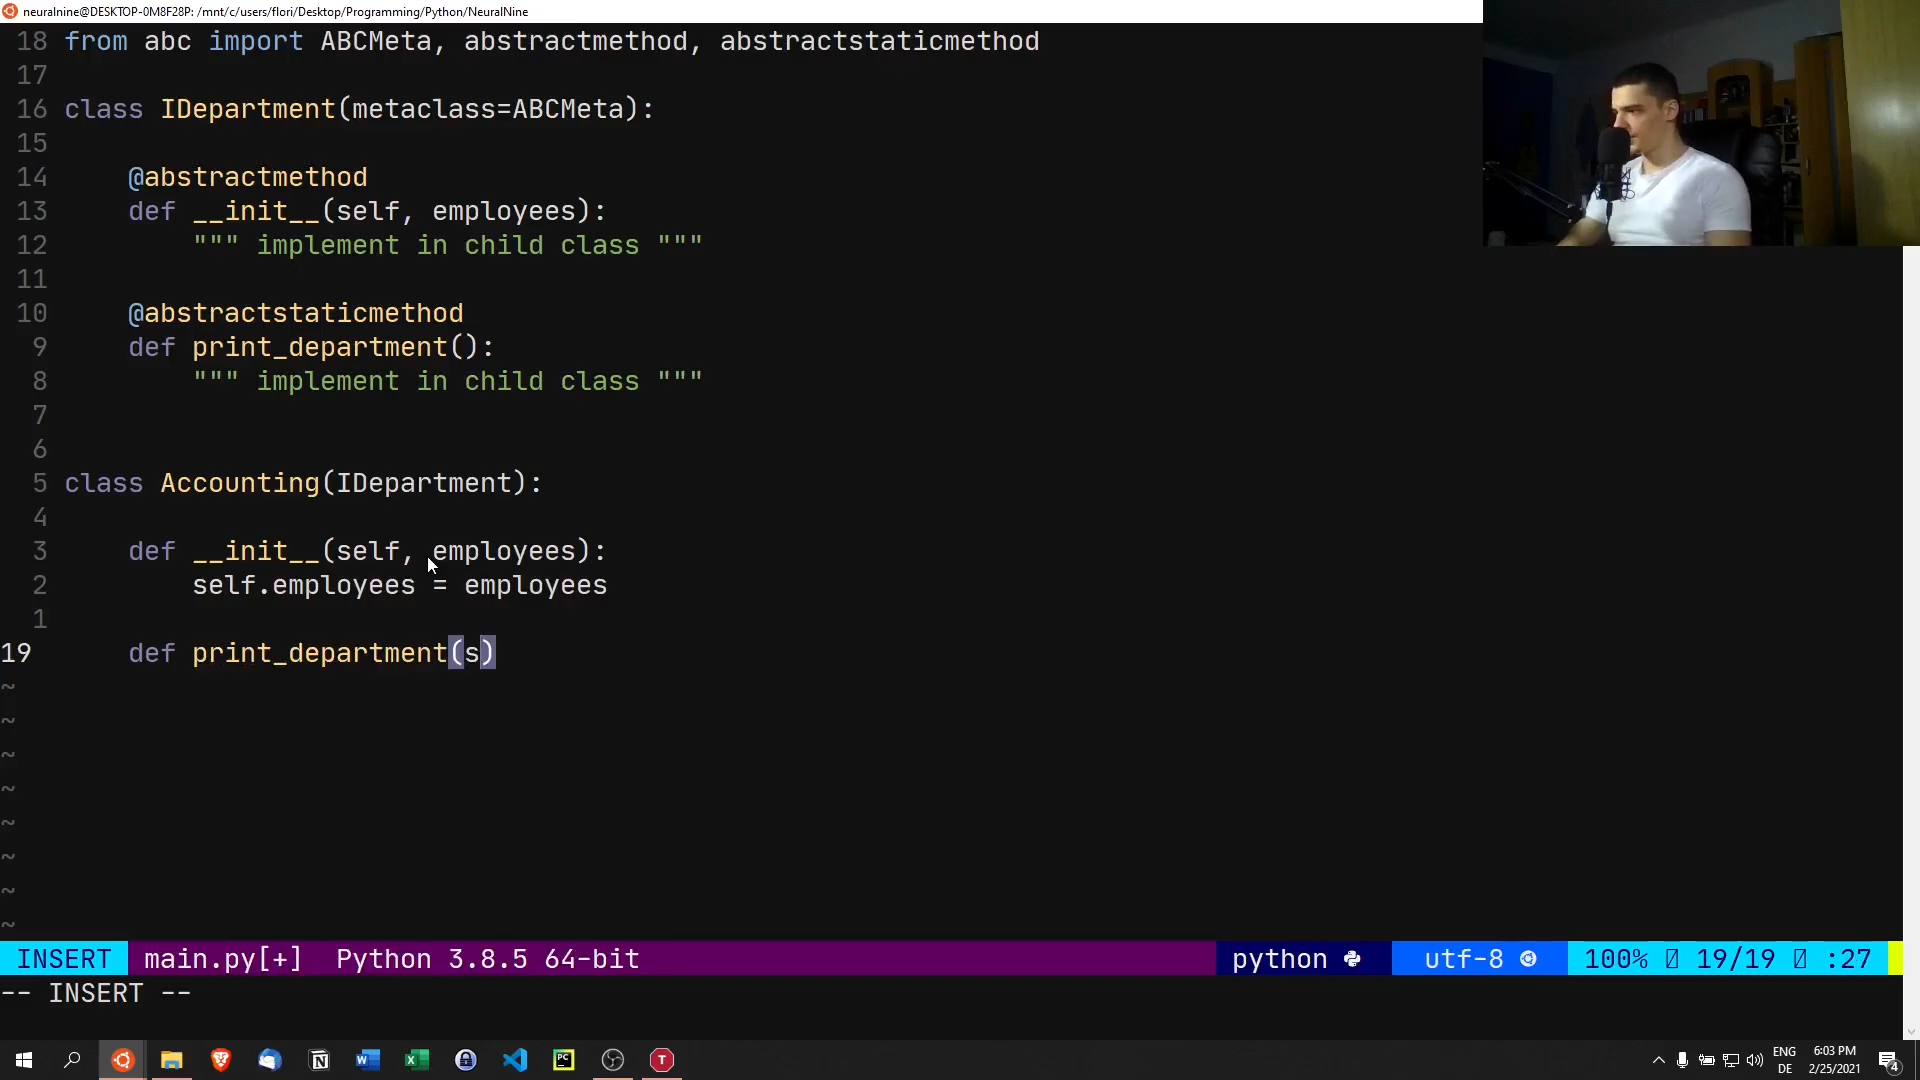 neuralnine@DESKTOP-0M8F28P: /mnt/c/users/flori/Desktop/Programming/Python/NeuralNine
18 from abc import ABCMeta, abstractmethod, abstractstaticmethod
17
16 class IDepartment(metaclass=ABCMeta):
15
14     @abstractmethod
13     def __init__(self, employees):
12         """ implement in child class """
11
10     @abstractstaticmethod
9     def print_department():
8         """ implement in child class """
7
6
5 class Accounting(IDepartment):
4
3     def __init__(self, employees):
2         self.employees = employees
1
19     def print_department(s)
~
~
~
~
~
~
~
~
INSERT main.py[+] Python 3.8.5 64-bit python utf-8 100% 19/19 :27
-- INSERT --
ENG 6:03 PM
DE 2/25/2021 4